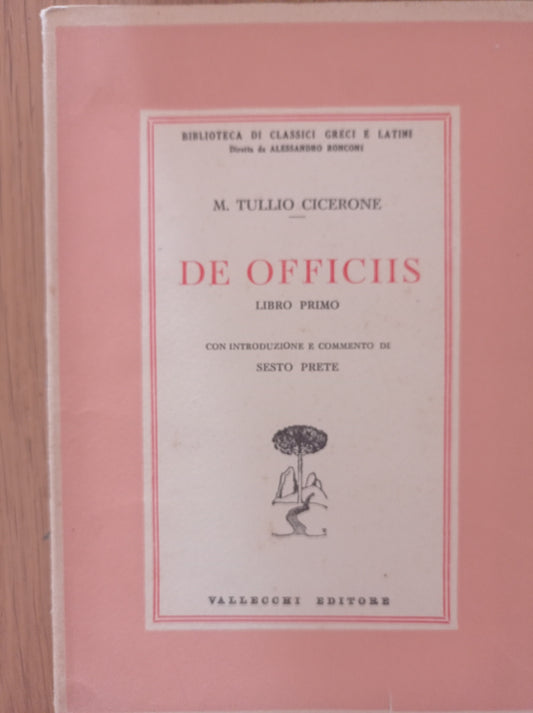 BIBLIOTECA DI CLASSICI GRECI E LATINI
Diretta da ALESSANDRO RONCONI
M. TULLIO CICERONE
DE OFFICIIS
LIBRO PRIMO
CON INTRODUZIONE E COMMENTO DI
SESTO PRETE
VALLECCHI EDITORE